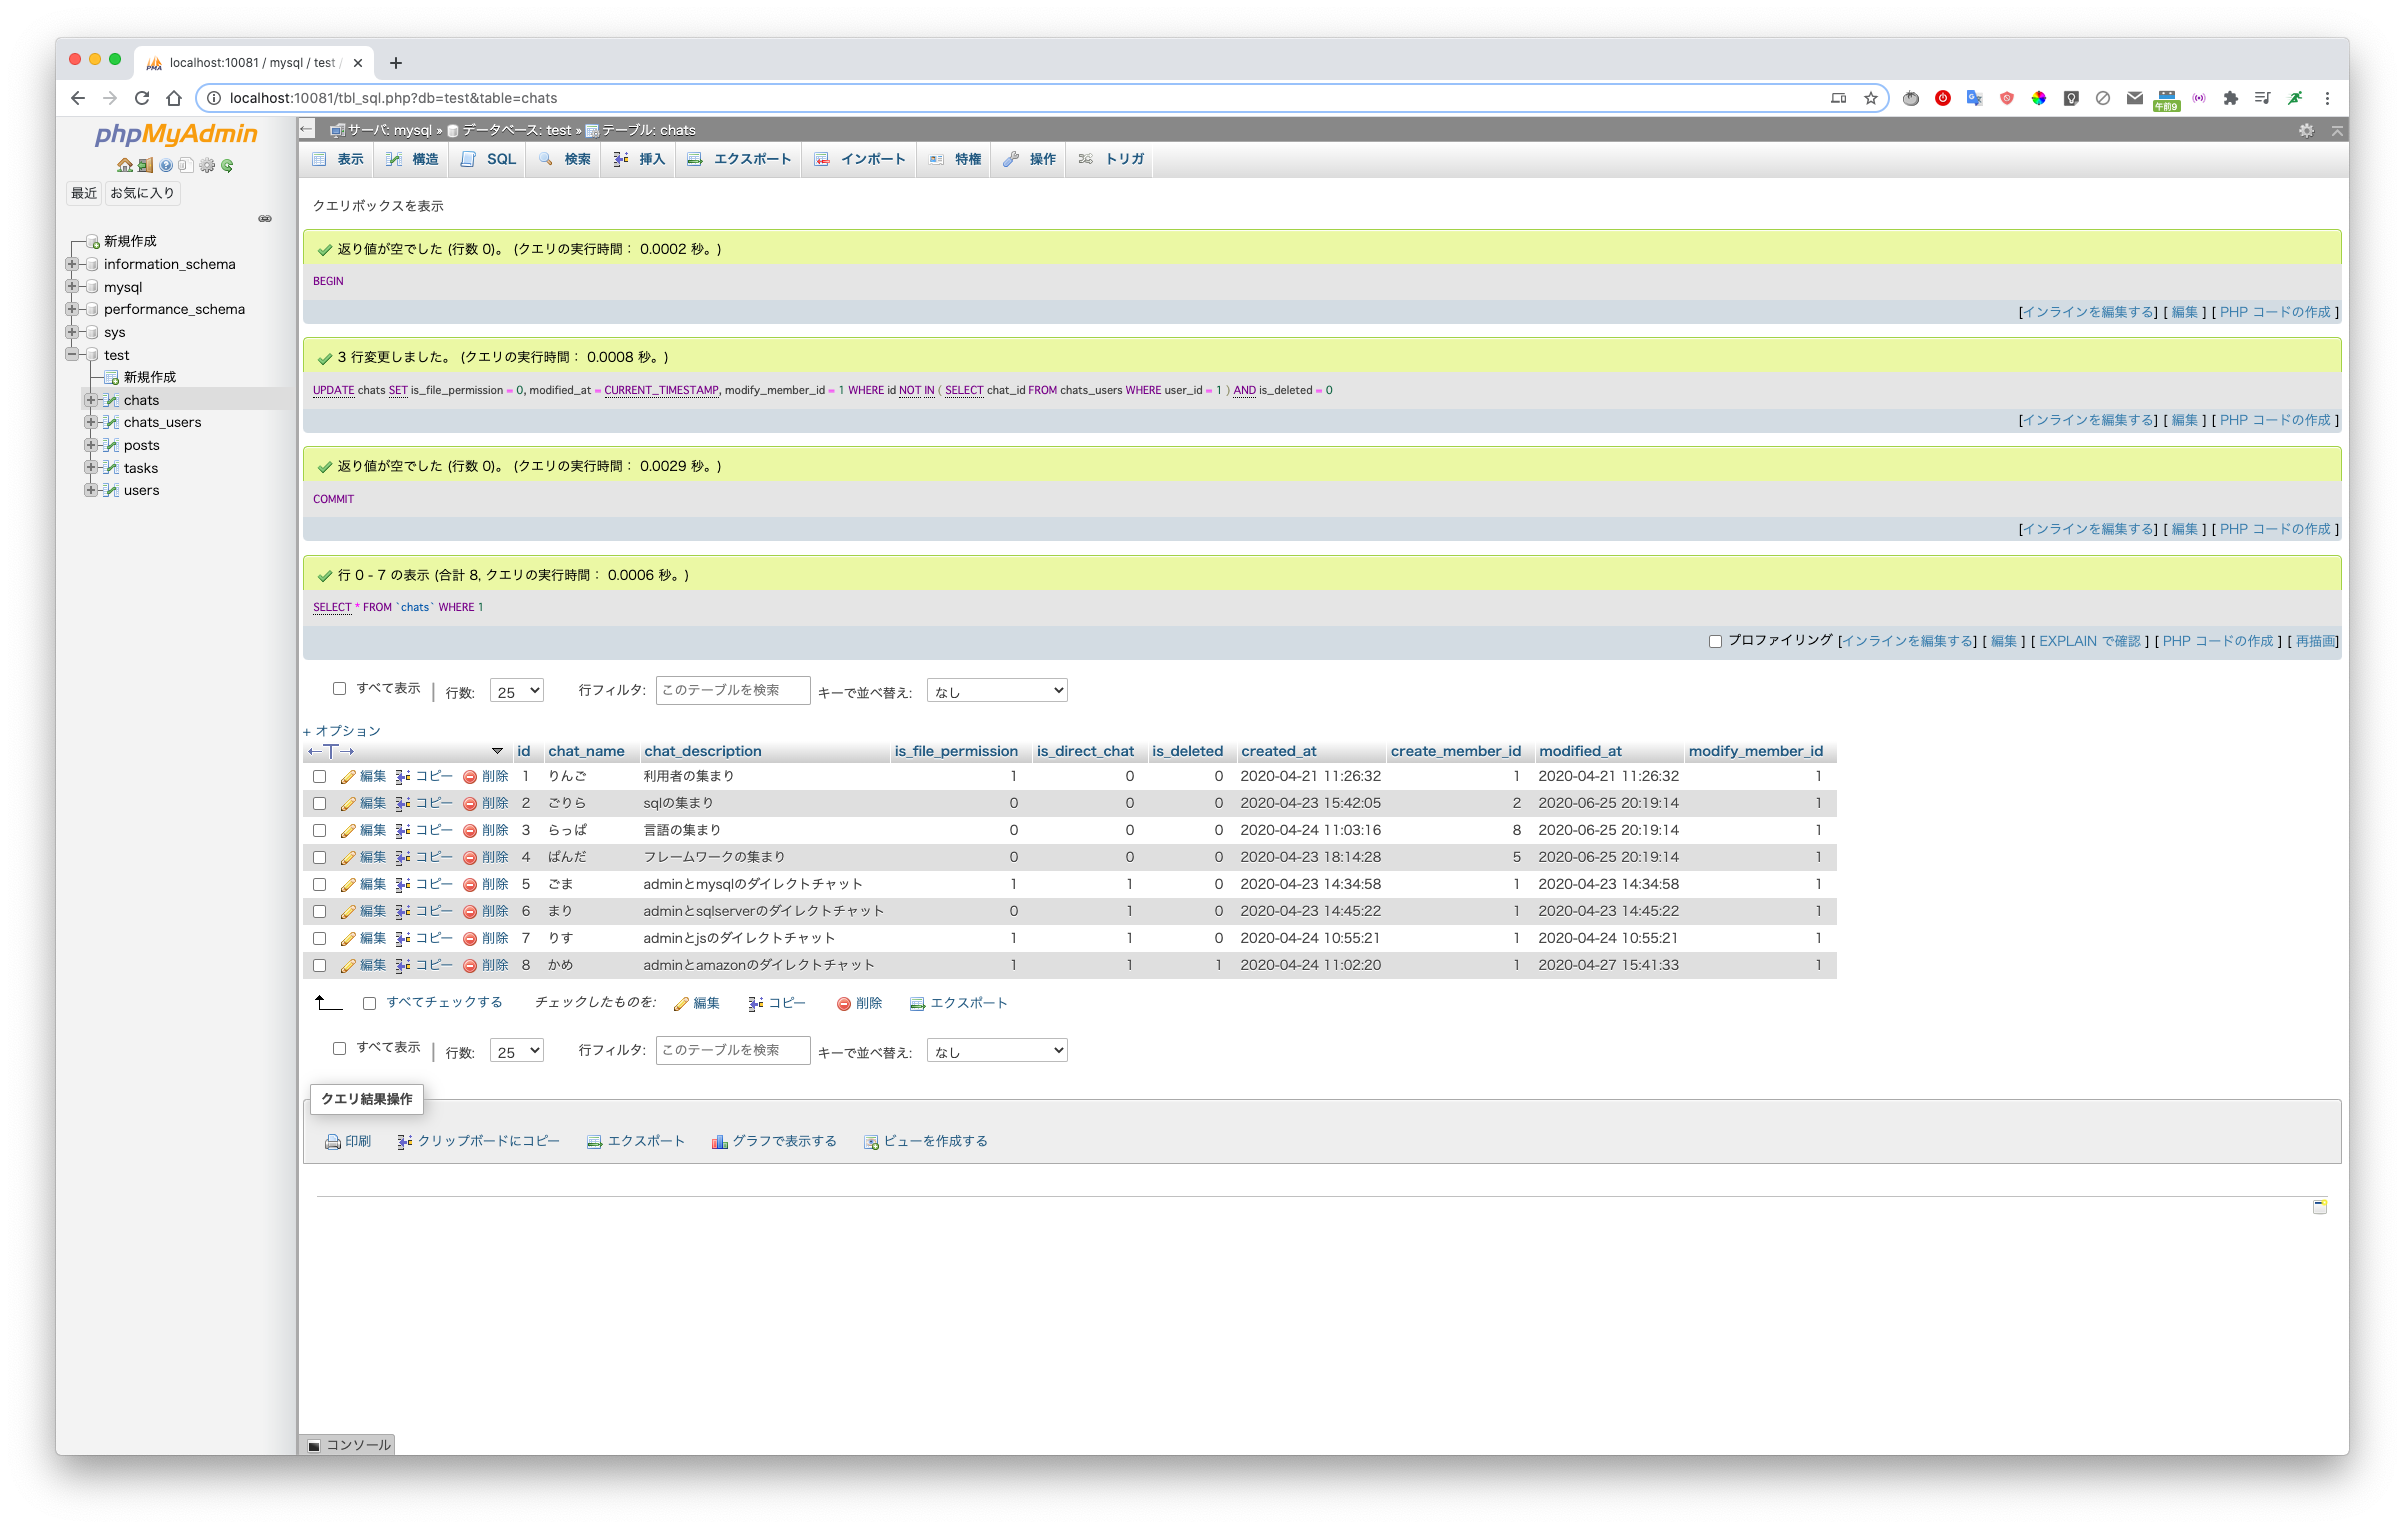 localhost:10081 / mysql / test /
localhost:10081/tbl_sql.php?db=test&table=chats
午前9
phpMyAdmin
最近 お気に入り
新規作成
information_schema
mysql
performance_schema
sys
test
新規作成
chats
chats_users
posts
tasks
users
サーバ: mysql » データベース: test » テーブル: chats
表示 構造 SQL 検索 挿入 エクスポート インポート 特権 操作 トリガ
クエリボックスを表示
返り値が空でした (行数 0)。 (クエリの実行時間： 0.0002 秒。)
BEGIN
[インラインを編集する] [ 編集 ] [ PHP コードの作成 ]
3 行変更しました。 (クエリの実行時間： 0.0008 秒。)
UPDATE chats SET is_file_permission = 0, modified_at = CURRENT_TIMESTAMP, modify_member_id = 1 WHERE id NOT IN ( SELECT chat_id FROM chats_users WHERE user_id = 1 ) AND is_deleted = 0
[インラインを編集する] [ 編集 ] [ PHP コードの作成 ]
返り値が空でした (行数 0)。 (クエリの実行時間： 0.0029 秒。)
COMMIT
[インラインを編集する] [ 編集 ] [ PHP コードの作成 ]
行 0 - 7 の表示 (合計 8, クエリの実行時間： 0.0006 秒。)
SELECT * FROM `chats` WHERE 1
プロファイリング [インラインを編集する] [ 編集 ] [ EXPLAIN で確認 ] [ PHP コードの作成 ] [ 再描画]
すべて表示 | 行数: 25 行フィルタ: このテーブルを検索 キーで並べ替え: なし
+ オプション
←T→ id chat_name chat_description is_file_permission is_direct_chat is_deleted created_at create_member_id modified_at modify_member_id
編集 コピー 削除 1 りんご 利用者の集まり 1 0 0 2020-04-21 11:26:32 1 2020-04-21 11:26:32 1
編集 コピー 削除 2 ごりら sqlの集まり 0 0 0 2020-04-23 15:42:05 2 2020-06-25 20:19:14 1
編集 コピー 削除 3 らっぱ 言語の集まり 0 0 0 2020-04-24 11:03:16 8 2020-06-25 20:19:14 1
編集 コピー 削除 4 ぱんだ フレームワークの集まり 0 0 0 2020-04-23 18:14:28 5 2020-06-25 20:19:14 1
編集 コピー 削除 5 ごま adminとmysqlのダイレクトチャット 1 1 0 2020-04-23 14:34:58 1 2020-04-23 14:34:58 1
編集 コピー 削除 6 まり adminとsqlserverのダイレクトチャット 0 1 0 2020-04-23 14:45:22 1 2020-04-23 14:45:22 1
編集 コピー 削除 7 りす adminとjsのダイレクトチャット 1 1 0 2020-04-24 10:55:21 1 2020-04-24 10:55:21 1
編集 コピー 削除 8 かめ adminとamazonのダイレクトチャット 1 1 1 2020-04-24 11:02:20 1 2020-04-27 15:41:33 1
すべてチェックする チェックしたものを: 編集 コピー 削除 エクスポート
すべて表示 | 行数: 25 行フィルタ: このテーブルを検索 キーで並べ替え: なし
クエリ結果操作
印刷 クリップボードにコピー エクスポート グラフで表示する ビューを作成する
コンソール